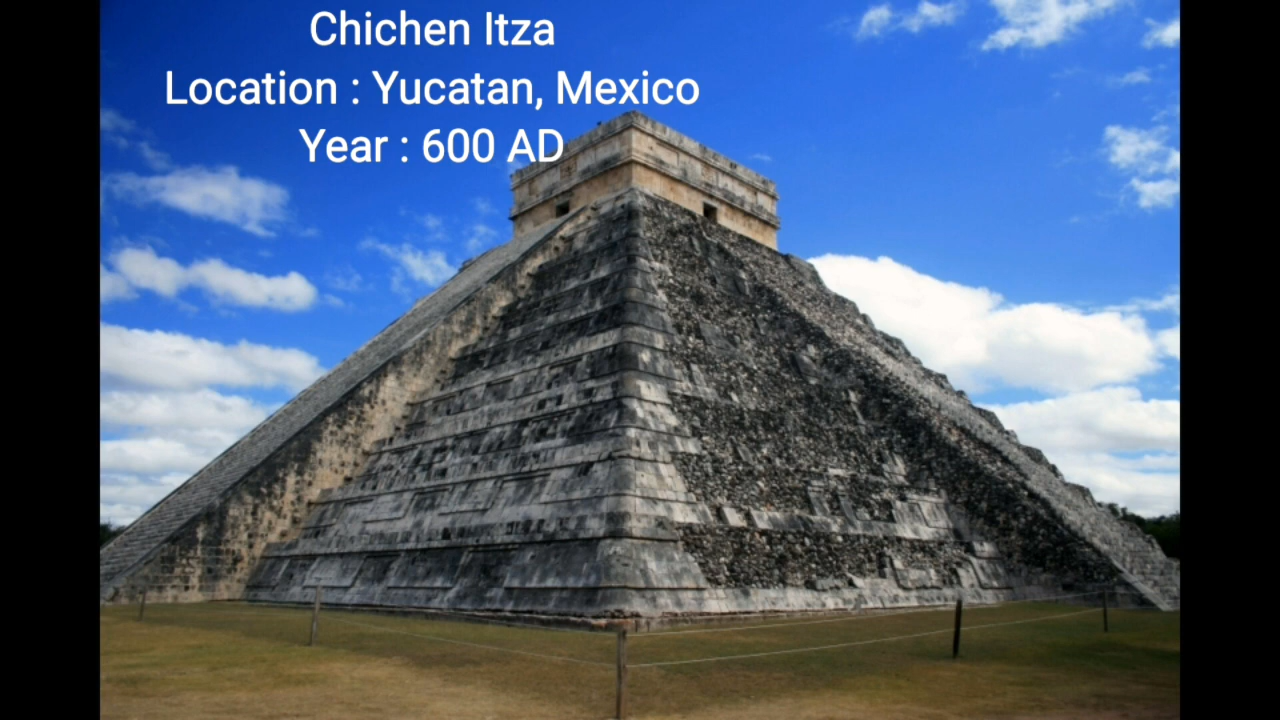 Chichen Itza
Location : Yucatan, Mexico
Year : 600 AD